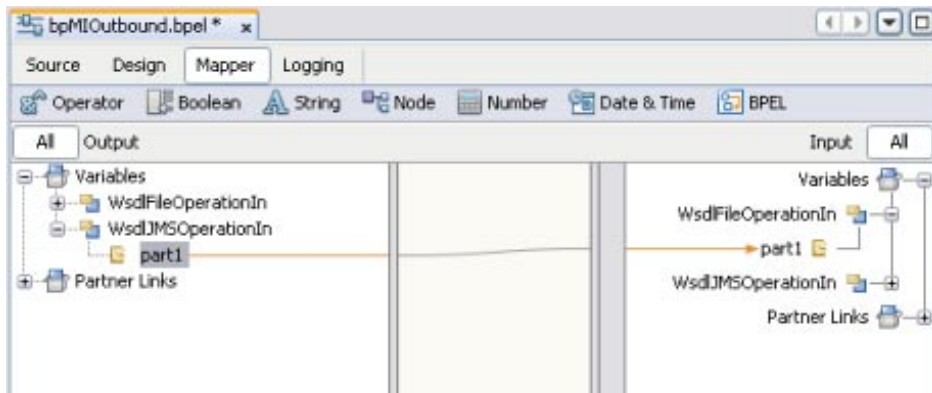 bpMIOutbound.bpel * x
Source Design Mapper Logging
Operator Boolean String Node Number Date & Time BPEL
All Output Input All
Variables Variables
WsdlFileOperationIn WsdlFileOperationIn
WsdlJMSOperationIn
part1 part1
Partner Links WsdlJMSOperationIn
Partner Links